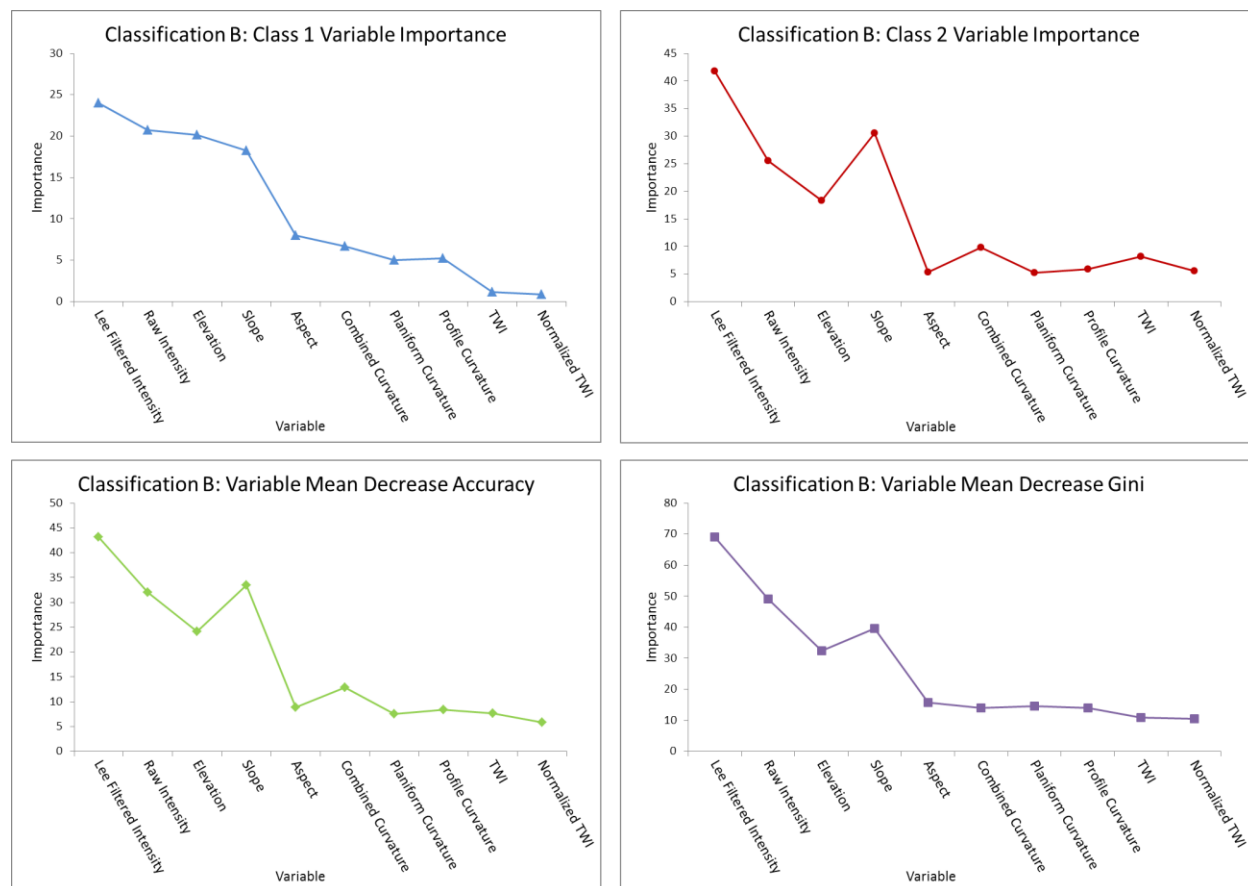 Classification B: Class 1 Variable Importance
30
25
20
15
10
5
0
Importance
Lee Filtered Intensity
Raw Intensity
Elevation
Slope
Aspect
Combined Curvature
Planiform Curvature
Profile Curvature
TWI
Normalized TWI
Variable
Classification B: Class 2 Variable Importance
45
40
35
30
25
20
15
10
5
0
Importance
Lee Filtered Intensity
Raw Intensity
Elevation
Slope
Aspect
Combined Curvature
Planiform Curvature
Profile Curvature
TWI
Normalized TWI
Variable
Classification B: Variable Mean Decrease Accuracy
50
45
40
35
30
25
20
15
10
5
0
Importance
Lee Filtered Intensity
Raw Intensity
Elevation
Slope
Aspect
Combined Curvature
Planiform Curvature
Profile Curvature
TWI
Normalized TWI
Variable
Classification B: Variable Mean Decrease Gini
80
70
60
50
40
30
20
10
0
Importance
Lee Filtered Intensity
Raw Intensity
Elevation
Slope
Aspect
Combined Curvature
Planiform Curvature
Profile Curvature
TWI
Normalized TWI
Variable